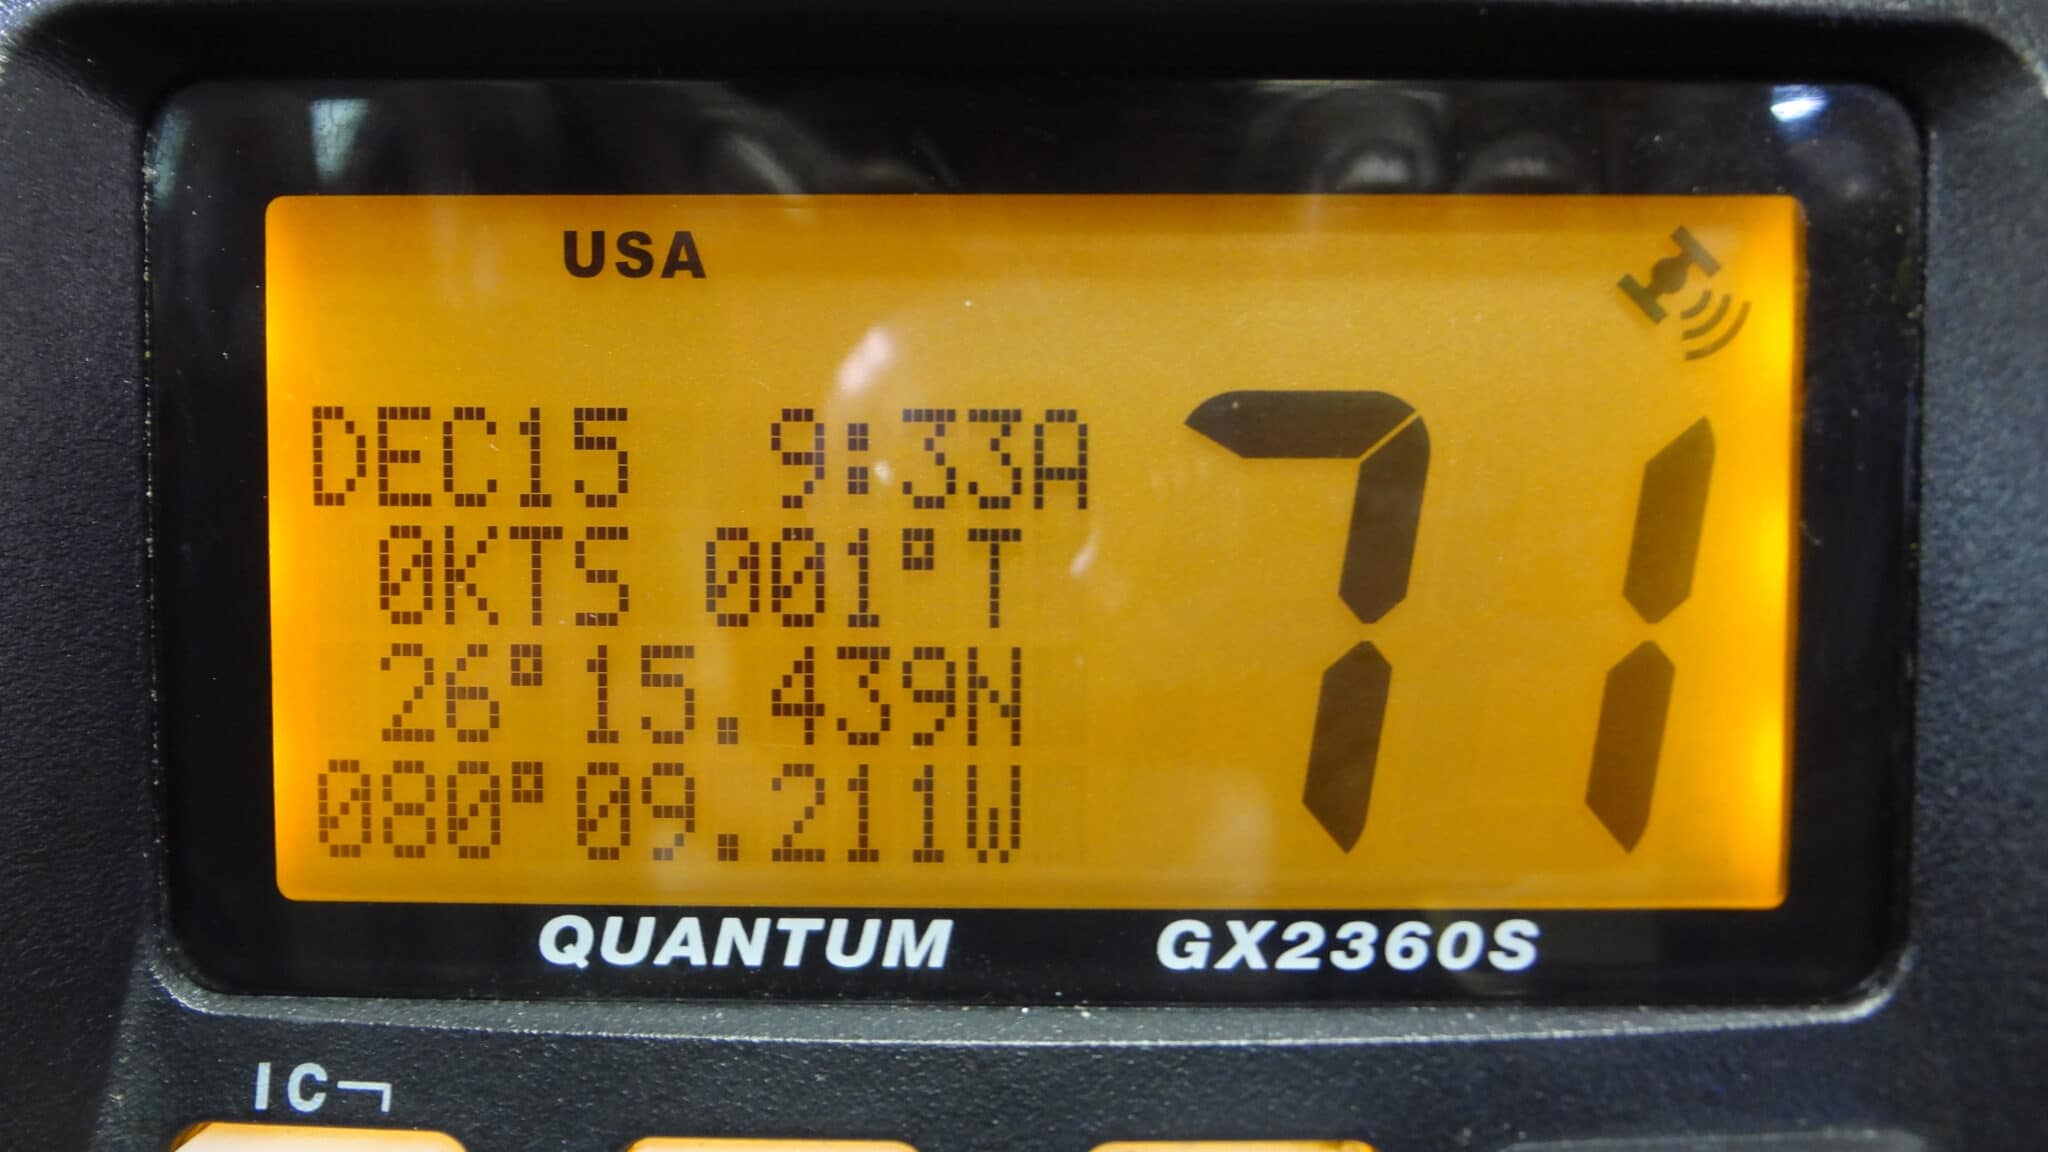 USA
DEC15 9:33A
71
0KTS 001°T
26°15.439N
080°09.211W
QUANTUM GX2360S
IC